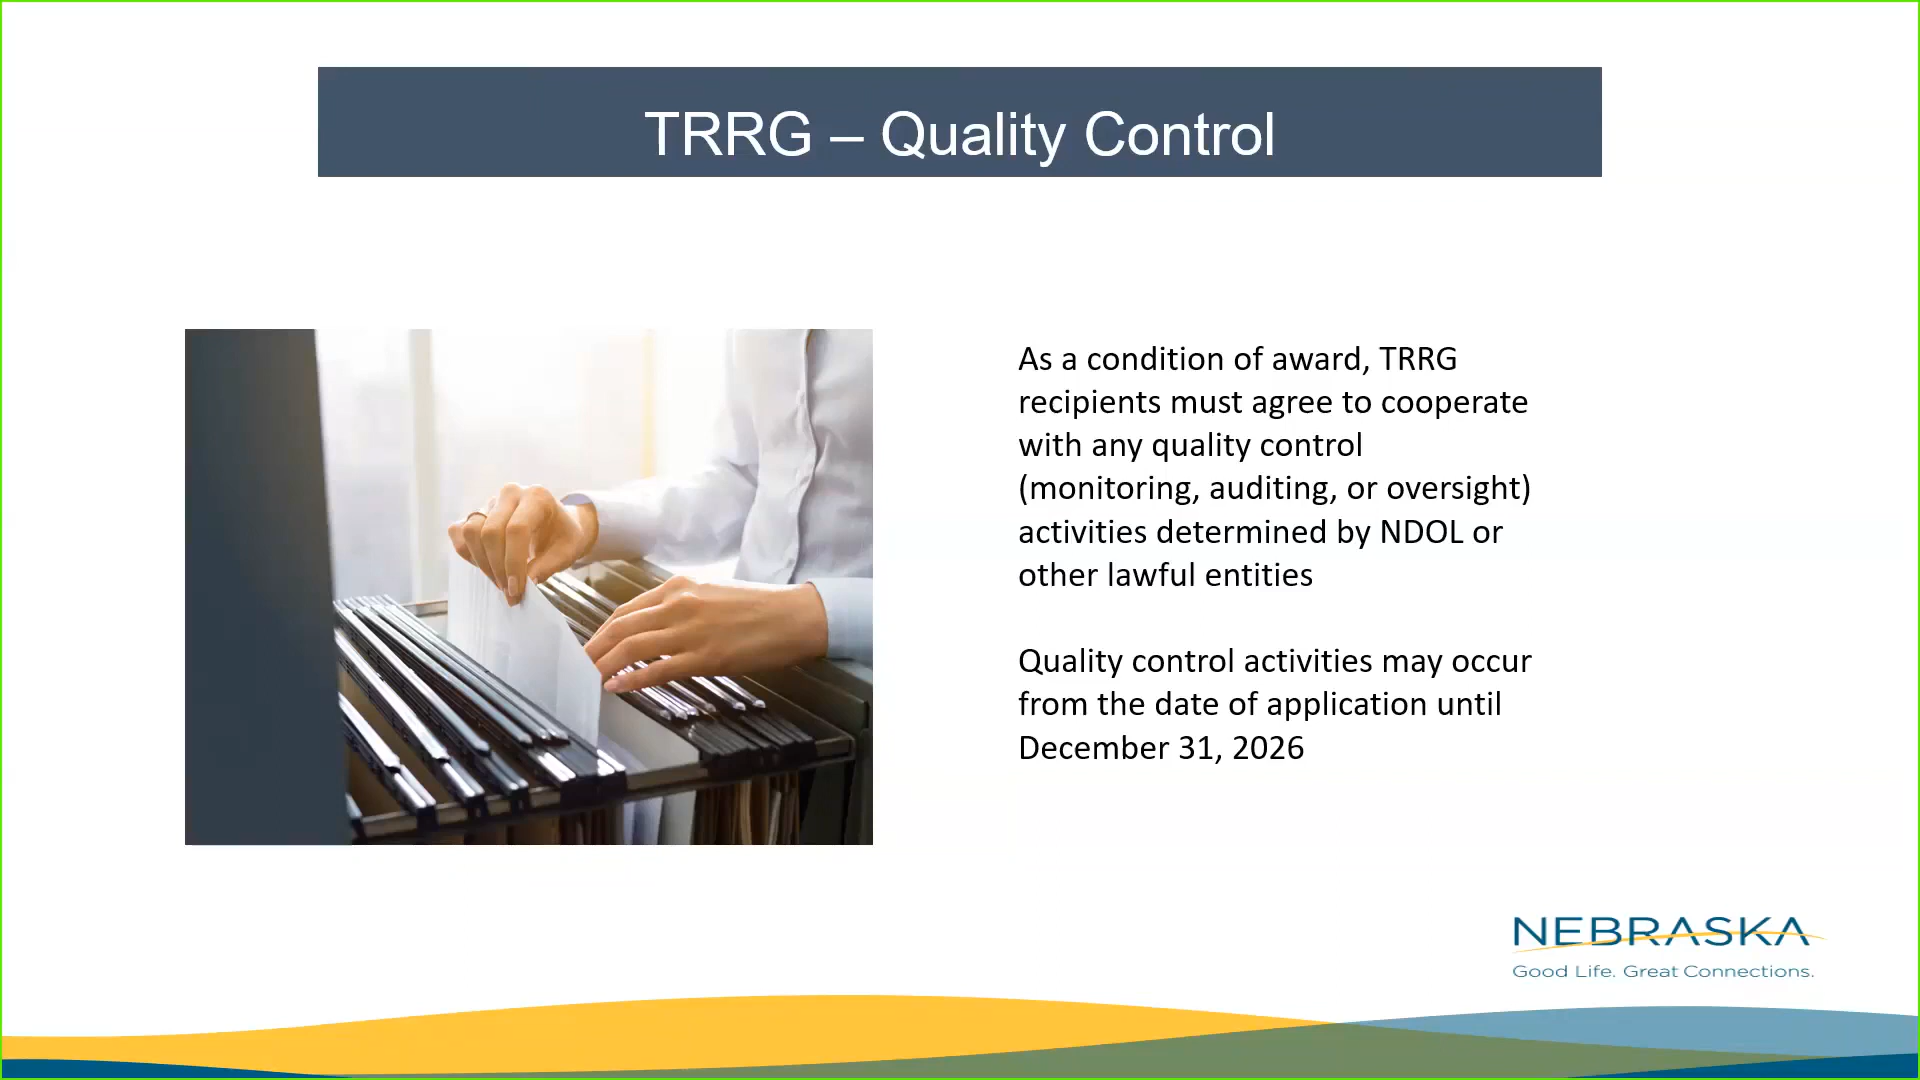 TRRG – Quality Control
As a condition of award, TRRG
recipients must agree to cooperate
with any quality control
(monitoring, auditing, or oversight)
activities determined by NDOL or
other lawful entities
Quality control activities may occur
from the date of application until
December 31, 2026
NEBRASKA
Good Life. Great Connections.